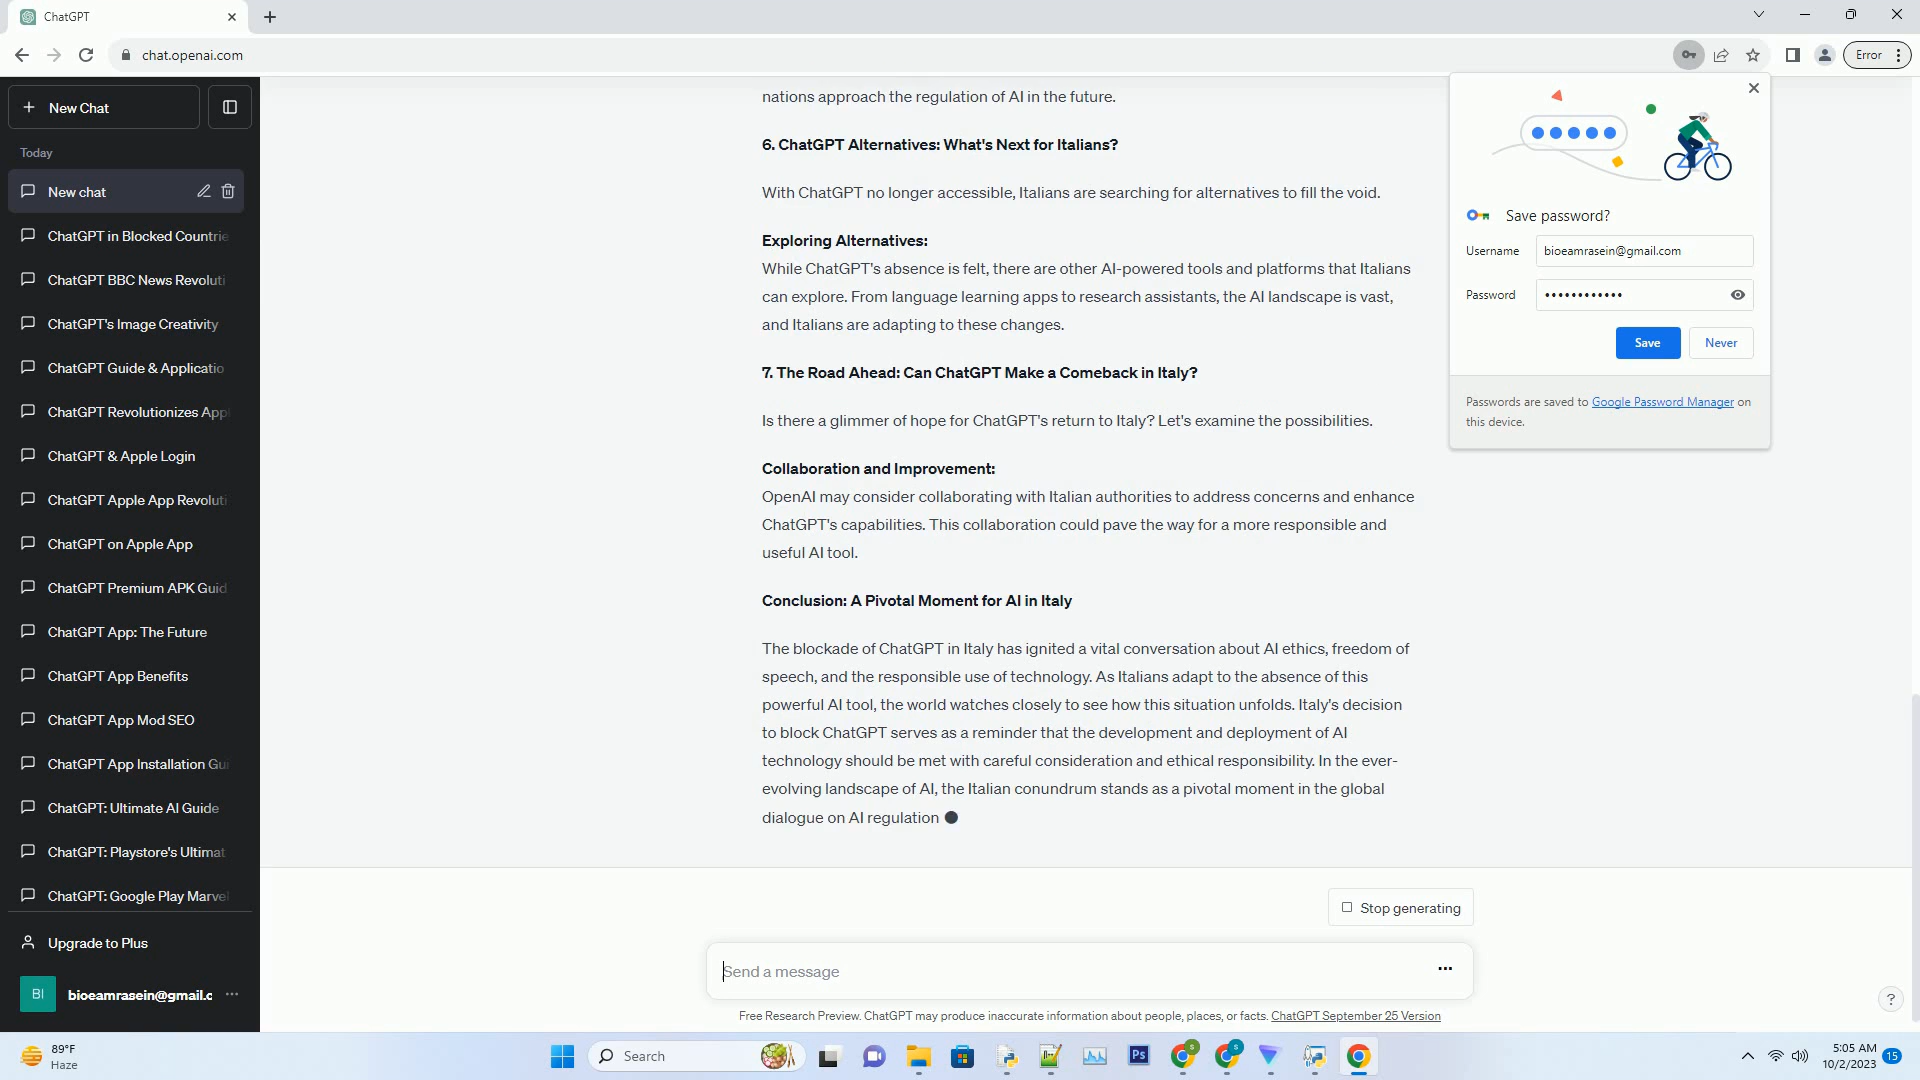 ChatGPT
chat.openai.com
Error
New Chat
Today
New chat
ChatGPT in Blocked Countrie
ChatGPT BBC News Revoluti
ChatGPT's Image Creativity
ChatGPT Guide & Applicatio
ChatGPT Revolutionizes App
ChatGPT & Apple Login
ChatGPT Apple App Revoluti
ChatGPT on Apple App
ChatGPT Premium APK Guid
ChatGPT App: The Future
ChatGPT App Benefits
ChatGPT App Mod SEO
ChatGPT App Installation Gui
ChatGPT: Ultimate AI Guide
ChatGPT: Playstore's Ultimat
ChatGPT: Google Play Marvel
Upgrade to Plus
BI
bioeamrasein@gmail.c
nations approach the regulation of AI in the future.
6. ChatGPT Alternatives: What's Next for Italians?
With ChatGPT no longer accessible, Italians are searching for alternatives to fill the void.
Exploring Alternatives:
While ChatGPT's absence is felt, there are other AI-powered tools and platforms that Italians
can explore. From language learning apps to research assistants, the AI landscape is vast,
and Italians are adapting to these changes.
7. The Road Ahead: Can ChatGPT Make a Comeback in Italy?
Is there a glimmer of hope for ChatGPT's return to Italy? Let's examine the possibilities.
Collaboration and Improvement:
OpenAI may consider collaborating with Italian authorities to address concerns and enhance
ChatGPT's capabilities. This collaboration could pave the way for a more responsible and
useful AI tool.
Conclusion: A Pivotal Moment for AI in Italy
The blockade of ChatGPT in Italy has ignited a vital conversation about AI ethics, freedom of
speech, and the responsible use of technology. As Italians adapt to the absence of this
powerful AI tool, the world watches closely to see how this situation unfolds. Italy's decision
to block ChatGPT serves as a reminder that the development and deployment of AI
technology should be met with careful consideration and ethical responsibility. In the ever-
evolving landscape of AI, the Italian conundrum stands as a pivotal moment in the global
dialogue on AI regulation
Stop generating
Send a message
Free Research Preview. ChatGPT may produce inaccurate information about people, places, or facts. ChatGPT September 25 Version
?
Save password?
Username
bioeamrasein@gmail.com
Password
••••••••••••
Save
Never
Passwords are saved to Google Password Manager on
this device.
89°F
Haze
Search
Ps
S
S
5:05 AM
10/2/2023
15